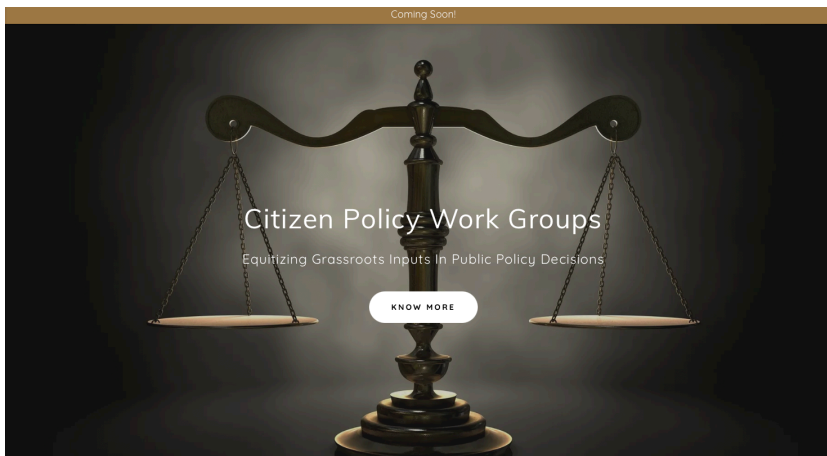 Coming Soon!
Citizen Policy Work Groups
Equitizing Grassroots Inputs In Public Policy Decisions
KNOW MORE